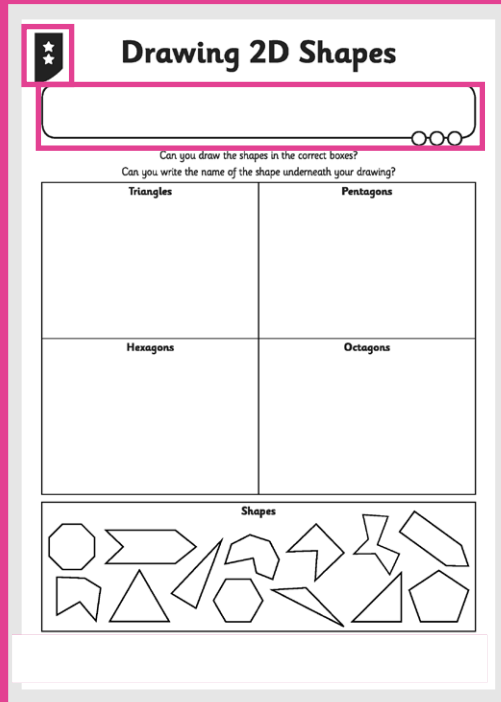 Drawing 2D Shapes
Can you draw the shapes in the correct boxes?
Can you write the name of the shape underneath your drawing?
Triangles
Pentagons
Hexagons
Octagons
Shapes